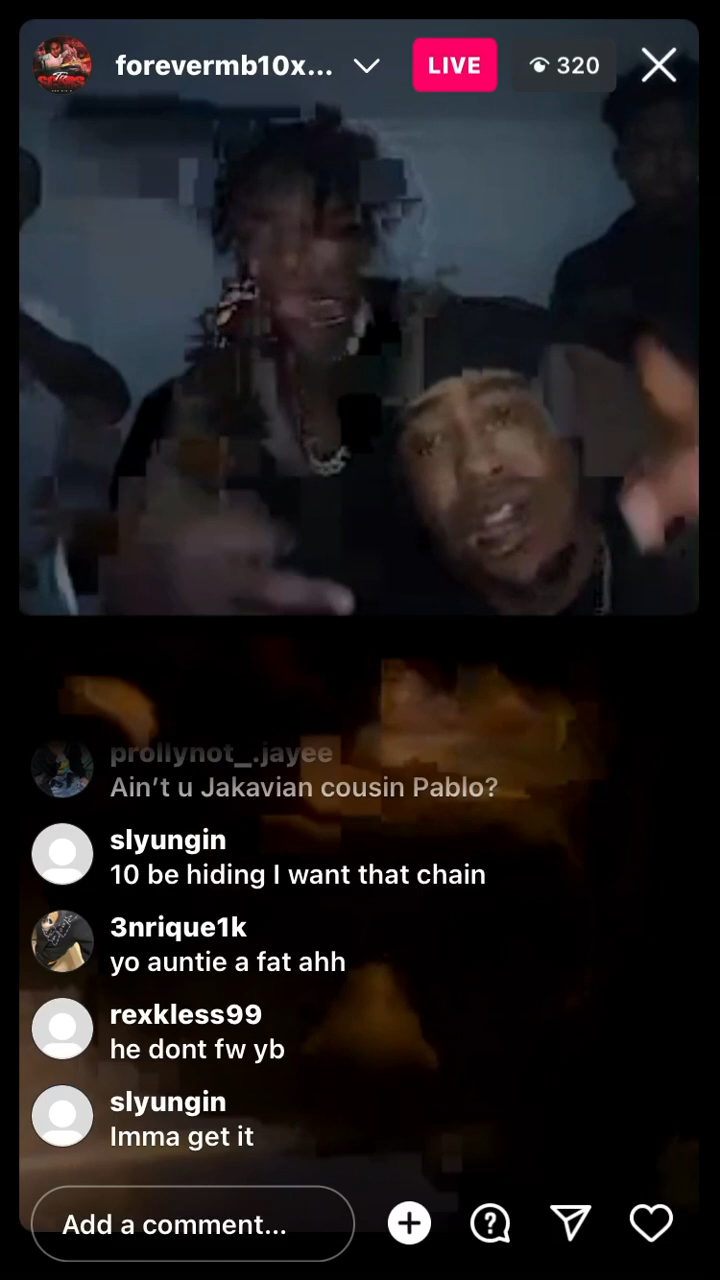 forevermb10x...
LIVE
320
prollynot_.jayee
Ain't u Jakavian cousin Pablo?
slyungin
10 be hiding I want that chain
3nrique1k
yo auntie a fat ahh
rexkless99
he dont fw yb
slyungin
Imma get it
Add a comment...